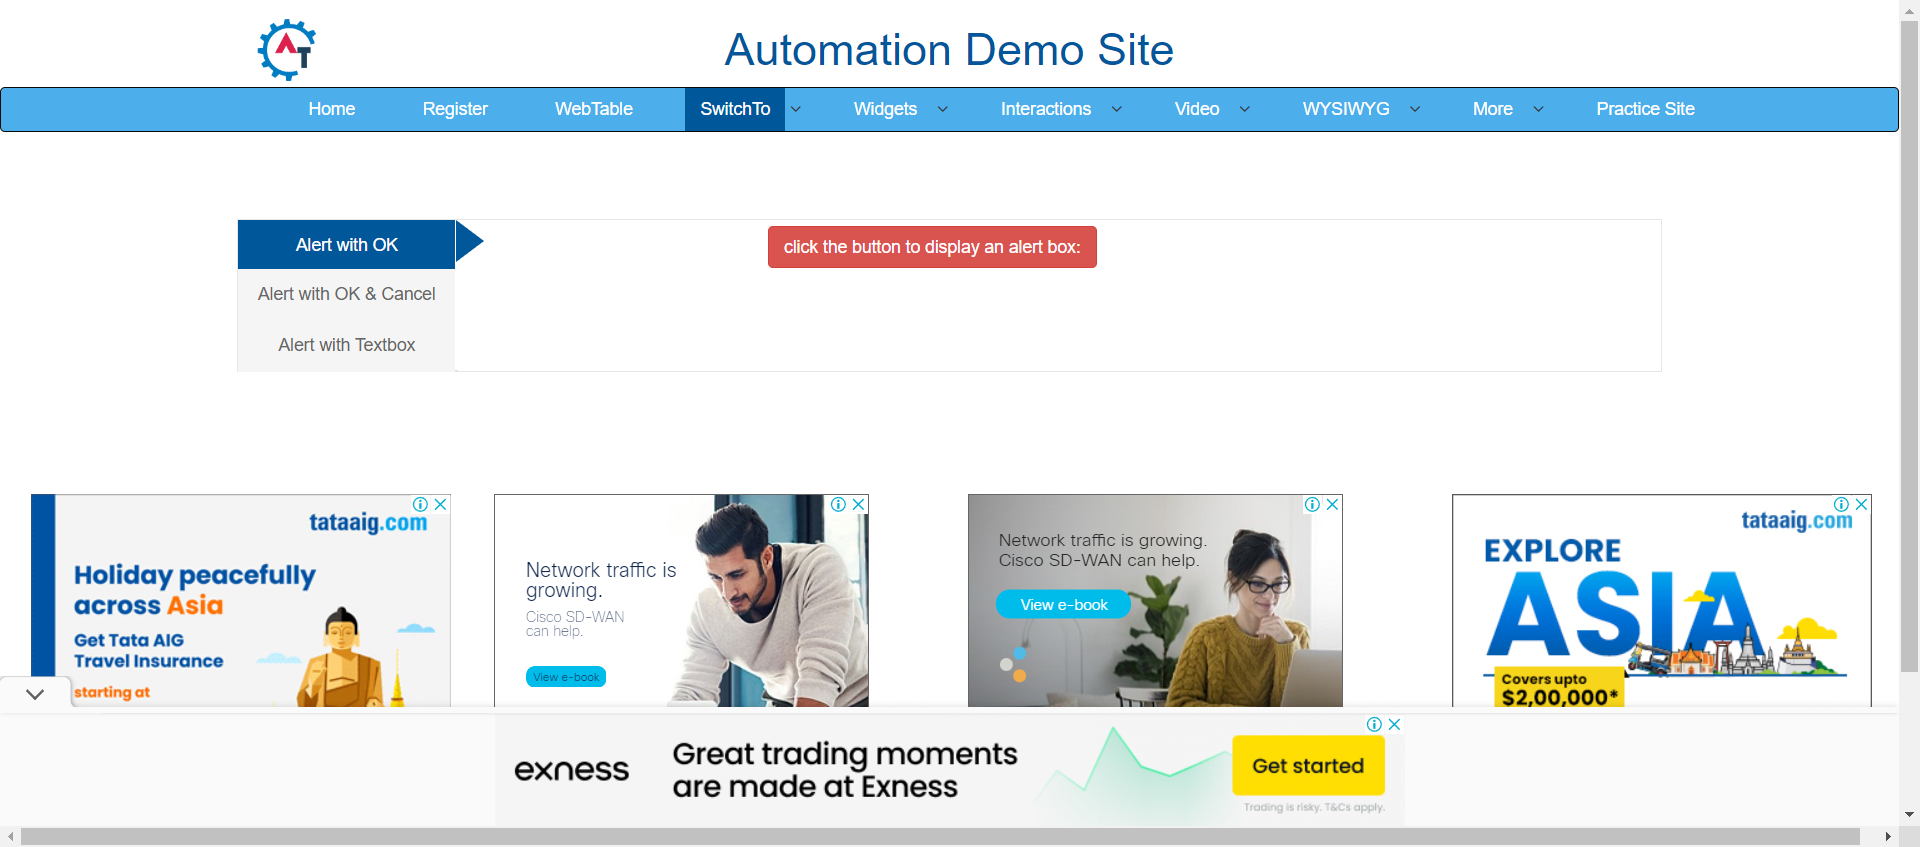 AT
Automation Demo Site
Home Register WebTable SwitchTo Widgets Interactions Video WYSIWYG More Practice Site
Alert with OK
click the button to display an alert box:
Alert with OK & Cancel
Alert with Textbox
tataaig.com
Holiday peacefully
across Asia
Get Tata AIG
Travel Insurance
starting at
Network traffic is
growing.
Cisco SD-WAN
can help.
View e-book
Network traffic is growing.
Cisco SD-WAN can help.
View e-book
tataaig.com
EXPLORE
ASIA
Covers upto
$2,00,000*
exness
Great trading moments
are made at Exness
Get started
Trading is risky. T&Cs apply.